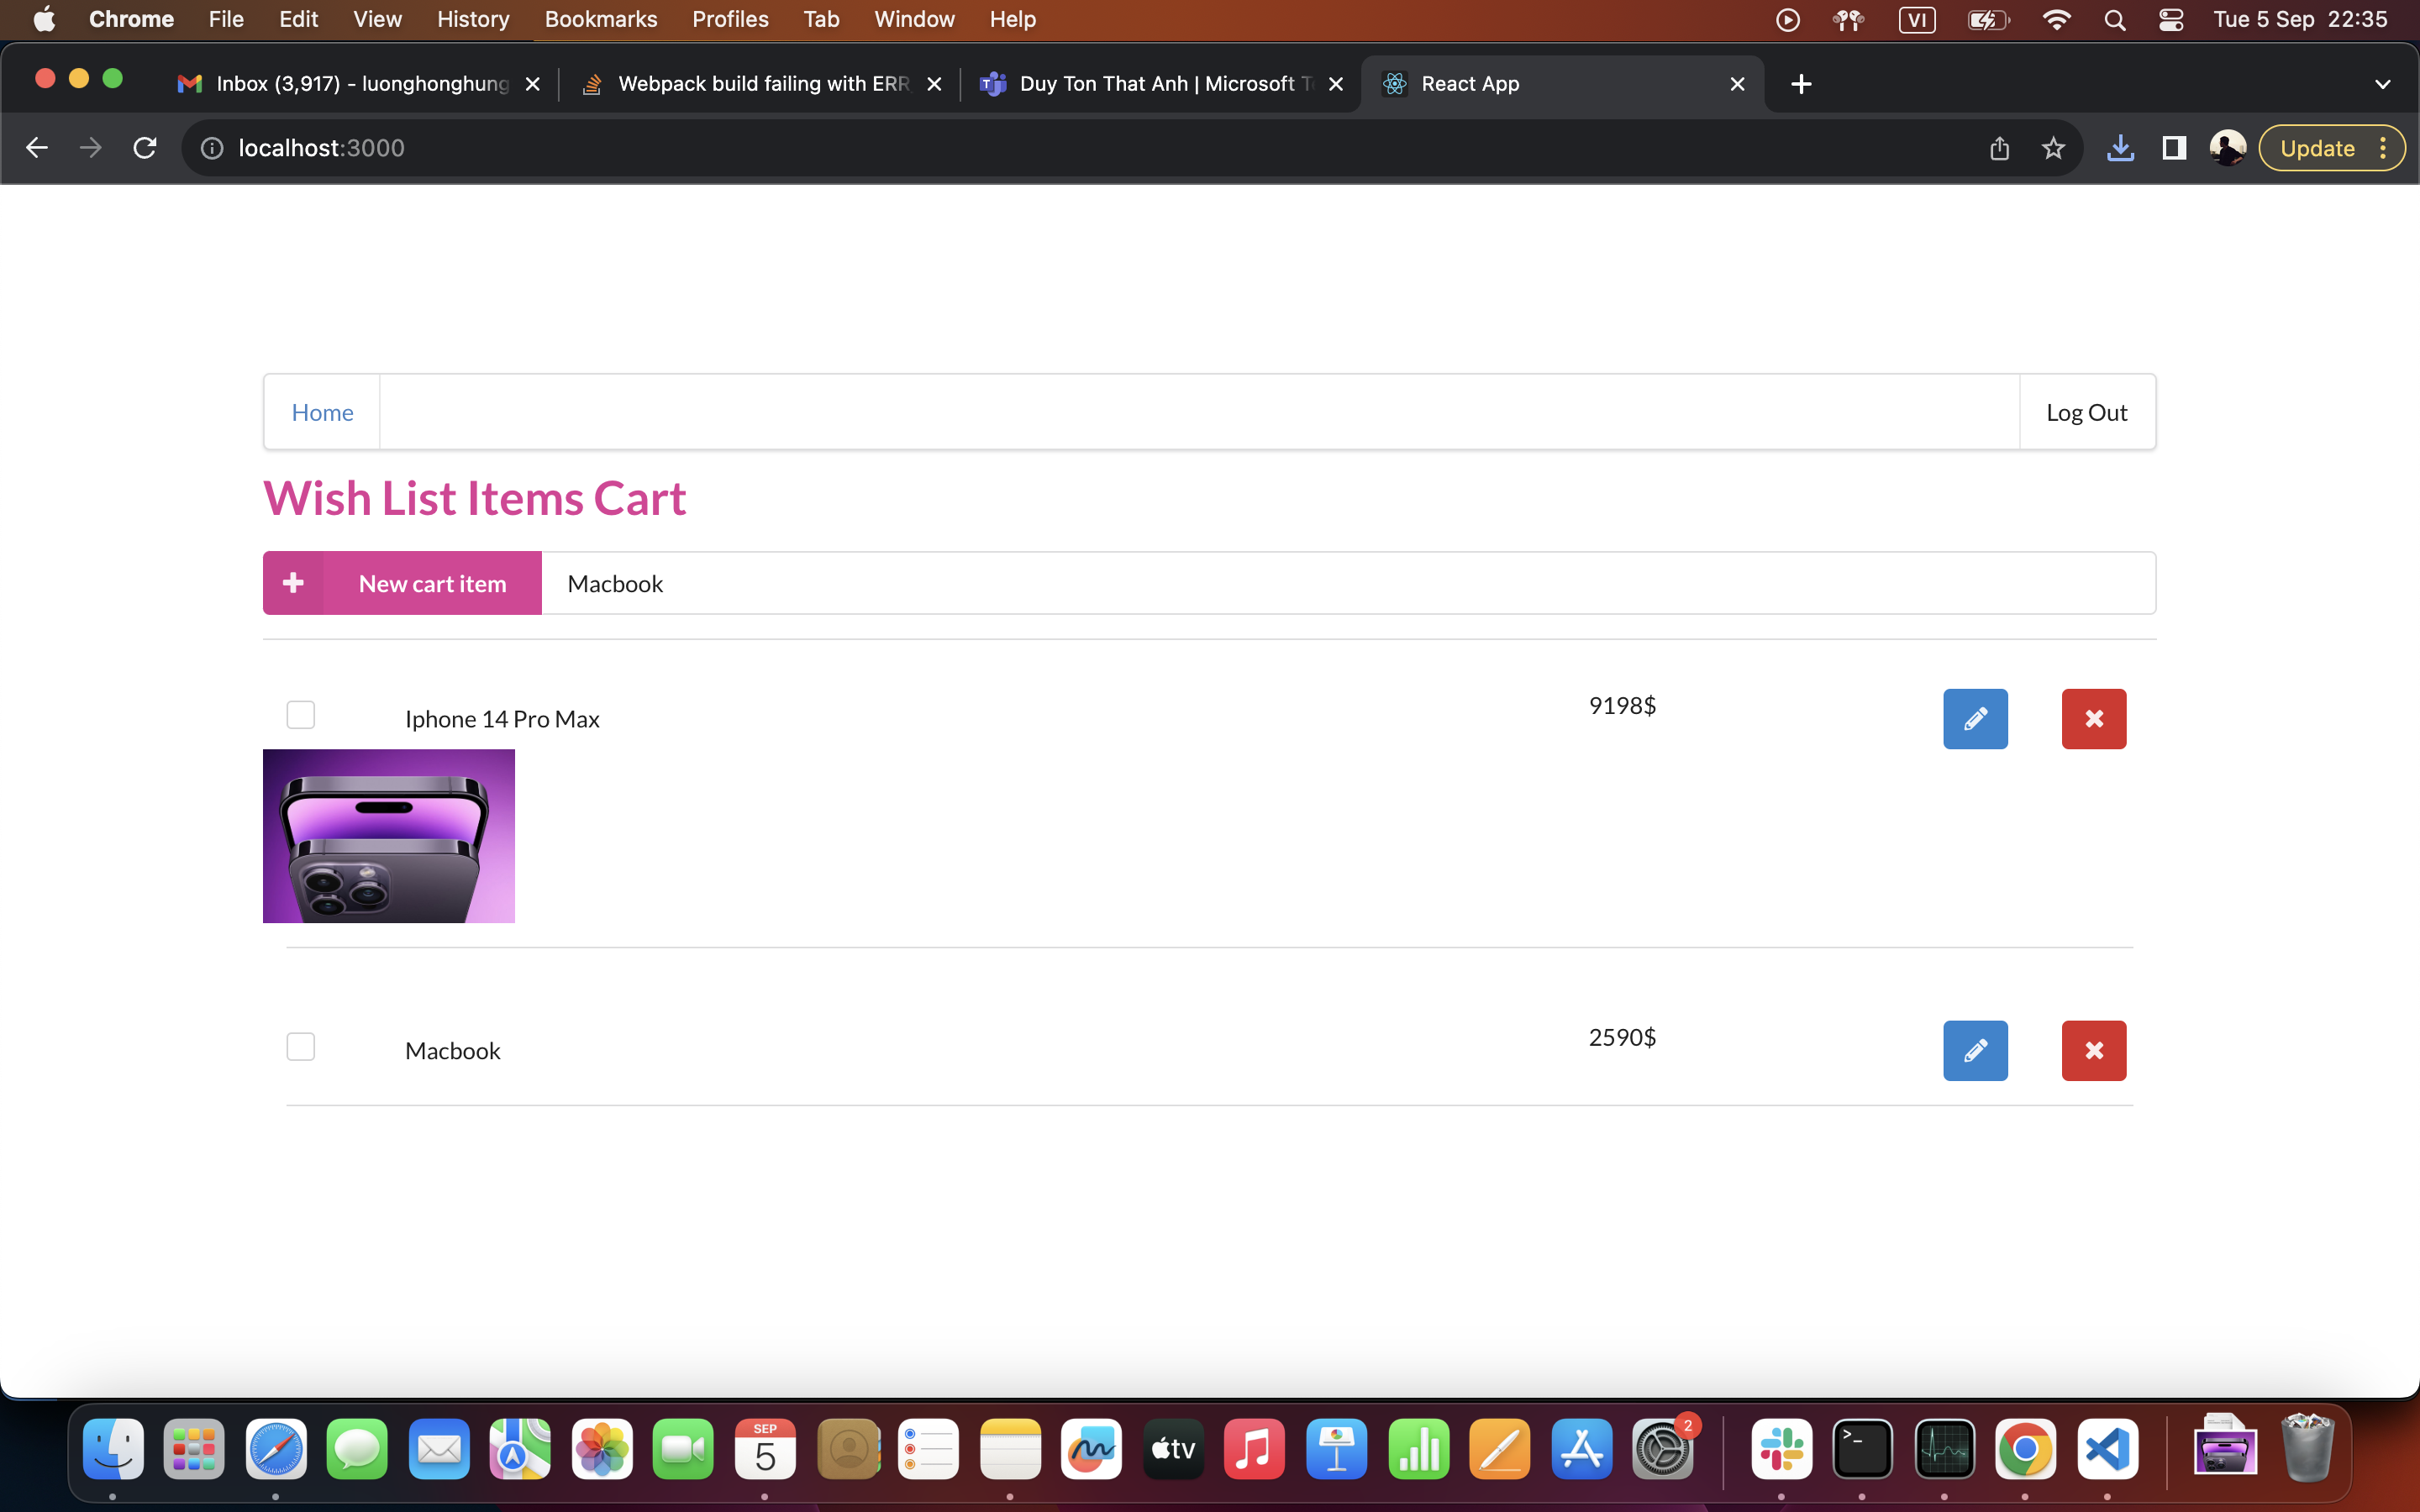 Chrome File Edit View History Bookmarks Profiles Tab Window Help VI Tue 5 Sep 22:35
Inbox (3,917) - luonghonghung Webpack build failing with ERR Duy Ton That Anh | Microsoft T React App
localhost:3000 Update
Home Log Out
Wish List Items Cart
New cart item Macbook
Iphone 14 Pro Max 9198$
Macbook 2590$
SEP
5
tv
2